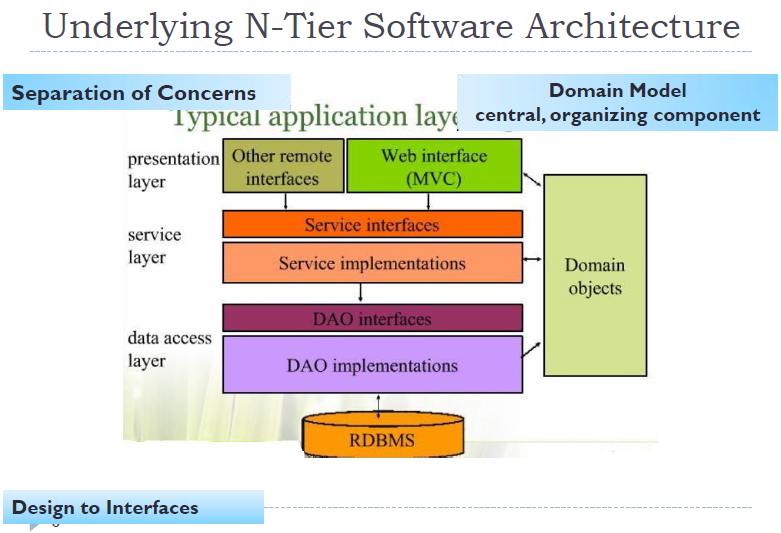 Underlying N-Tier Software Architecture
Separation of Concerns
Domain Model
central, organizing component
Typical application
presentation
layer
Other remote
interfaces
Web interface
(MVC)
Service interfaces
service
layer
Service implementations
Domain
objects
DAO interfaces
data access
layer
DAO implementations
RDBMS
Design to Interfaces